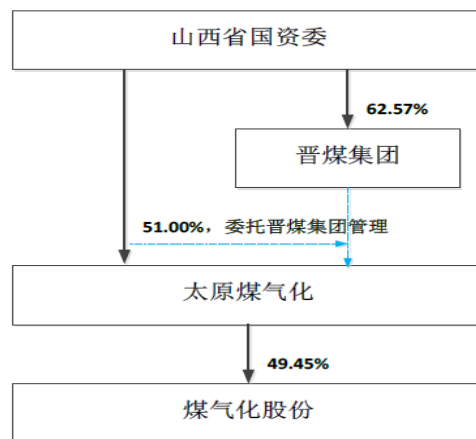 山西省国资委
62.57%
晋煤集团
51.00%，委托晋煤集团管理
太原煤气化
49.45%
煤气化股份